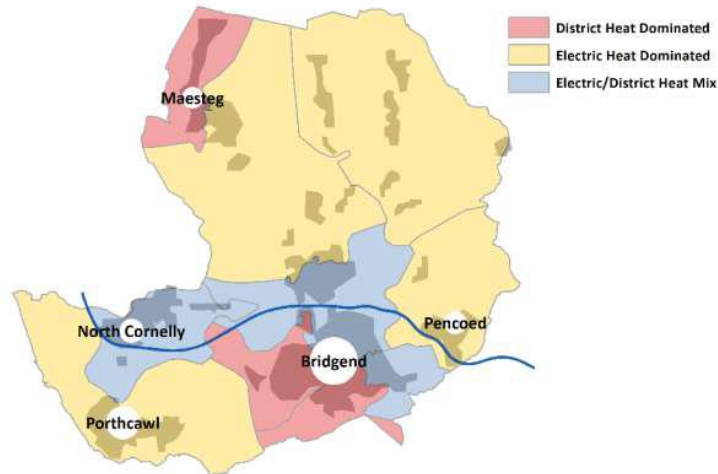 District Heat Dominated
Electric Heat Dominated
Electric/District Heat Mix
Maesteg
North Cornelly
Pencoed
Bridgend
Porthcawl